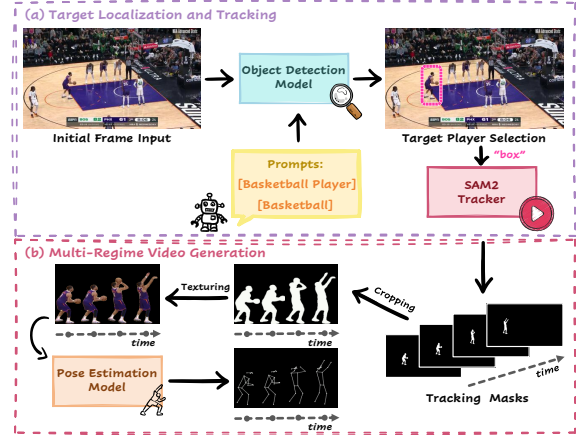 (a) Target Localization and Tracking
Object Detection
Model
Initial Frame Input
Target Player Selection
"box"
Prompts:
[Basketball Player]
[Basketball]
SAM2
Tracker
(b) Multi-Regime Video Generation
Texturing
Cropping
time
time
time
Pose Estimation
Model
Tracking Masks
time